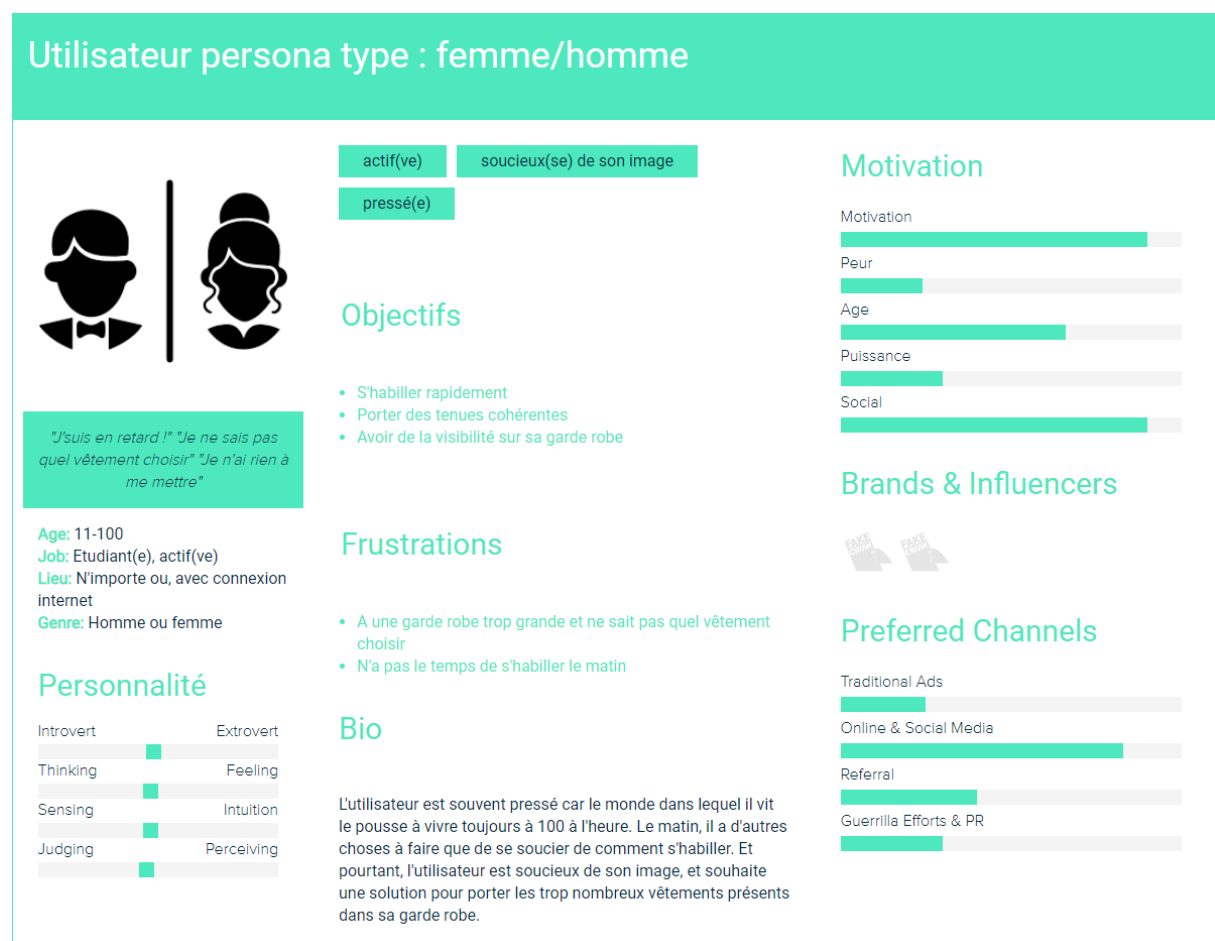 Utilisateur persona type : femme/homme
"J'suis en retard !" "Je ne sais pas
quel vêtement choisir" "Je n'ai rien à
me mettre"
Age: 11-100
Job: Etudiant(e), actif(ve)
Lieu: N'importe ou, avec connexion
internet
Genre: Homme ou femme
Personnalité
Introvert Extrovert
Thinking Feeling
Sensing Intuition
Judging Perceiving
actif(ve) soucieux(se) de son image
pressé(e)
Objectifs
• S'habiller rapidement
• Porter des tenues cohérentes
• Avoir de la visibilité sur sa garde robe
Frustrations
• A une garde robe trop grande et ne sait pas quel vêtement
choisir
• N'a pas le temps de s'habiller le matin
Bio
L'utilisateur est souvent pressé car le monde dans lequel il vit
le pousse à vivre toujours à 100 à l'heure. Le matin, il a d'autres
choses à faire que de se soucier de comment s'habiller. Et
pourtant, l'utilisateur est soucieux de son image, et souhaite
une solution pour porter les trop nombreux vêtements présents
dans sa garde robe.
Motivation
Motivation
Peur
Age
Puissance
Social
Brands & Influencers
FAKE
CROW
FAKE
CROW
Preferred Channels
Traditional Ads
Online & Social Media
Referral
Guerrilla Efforts & PR